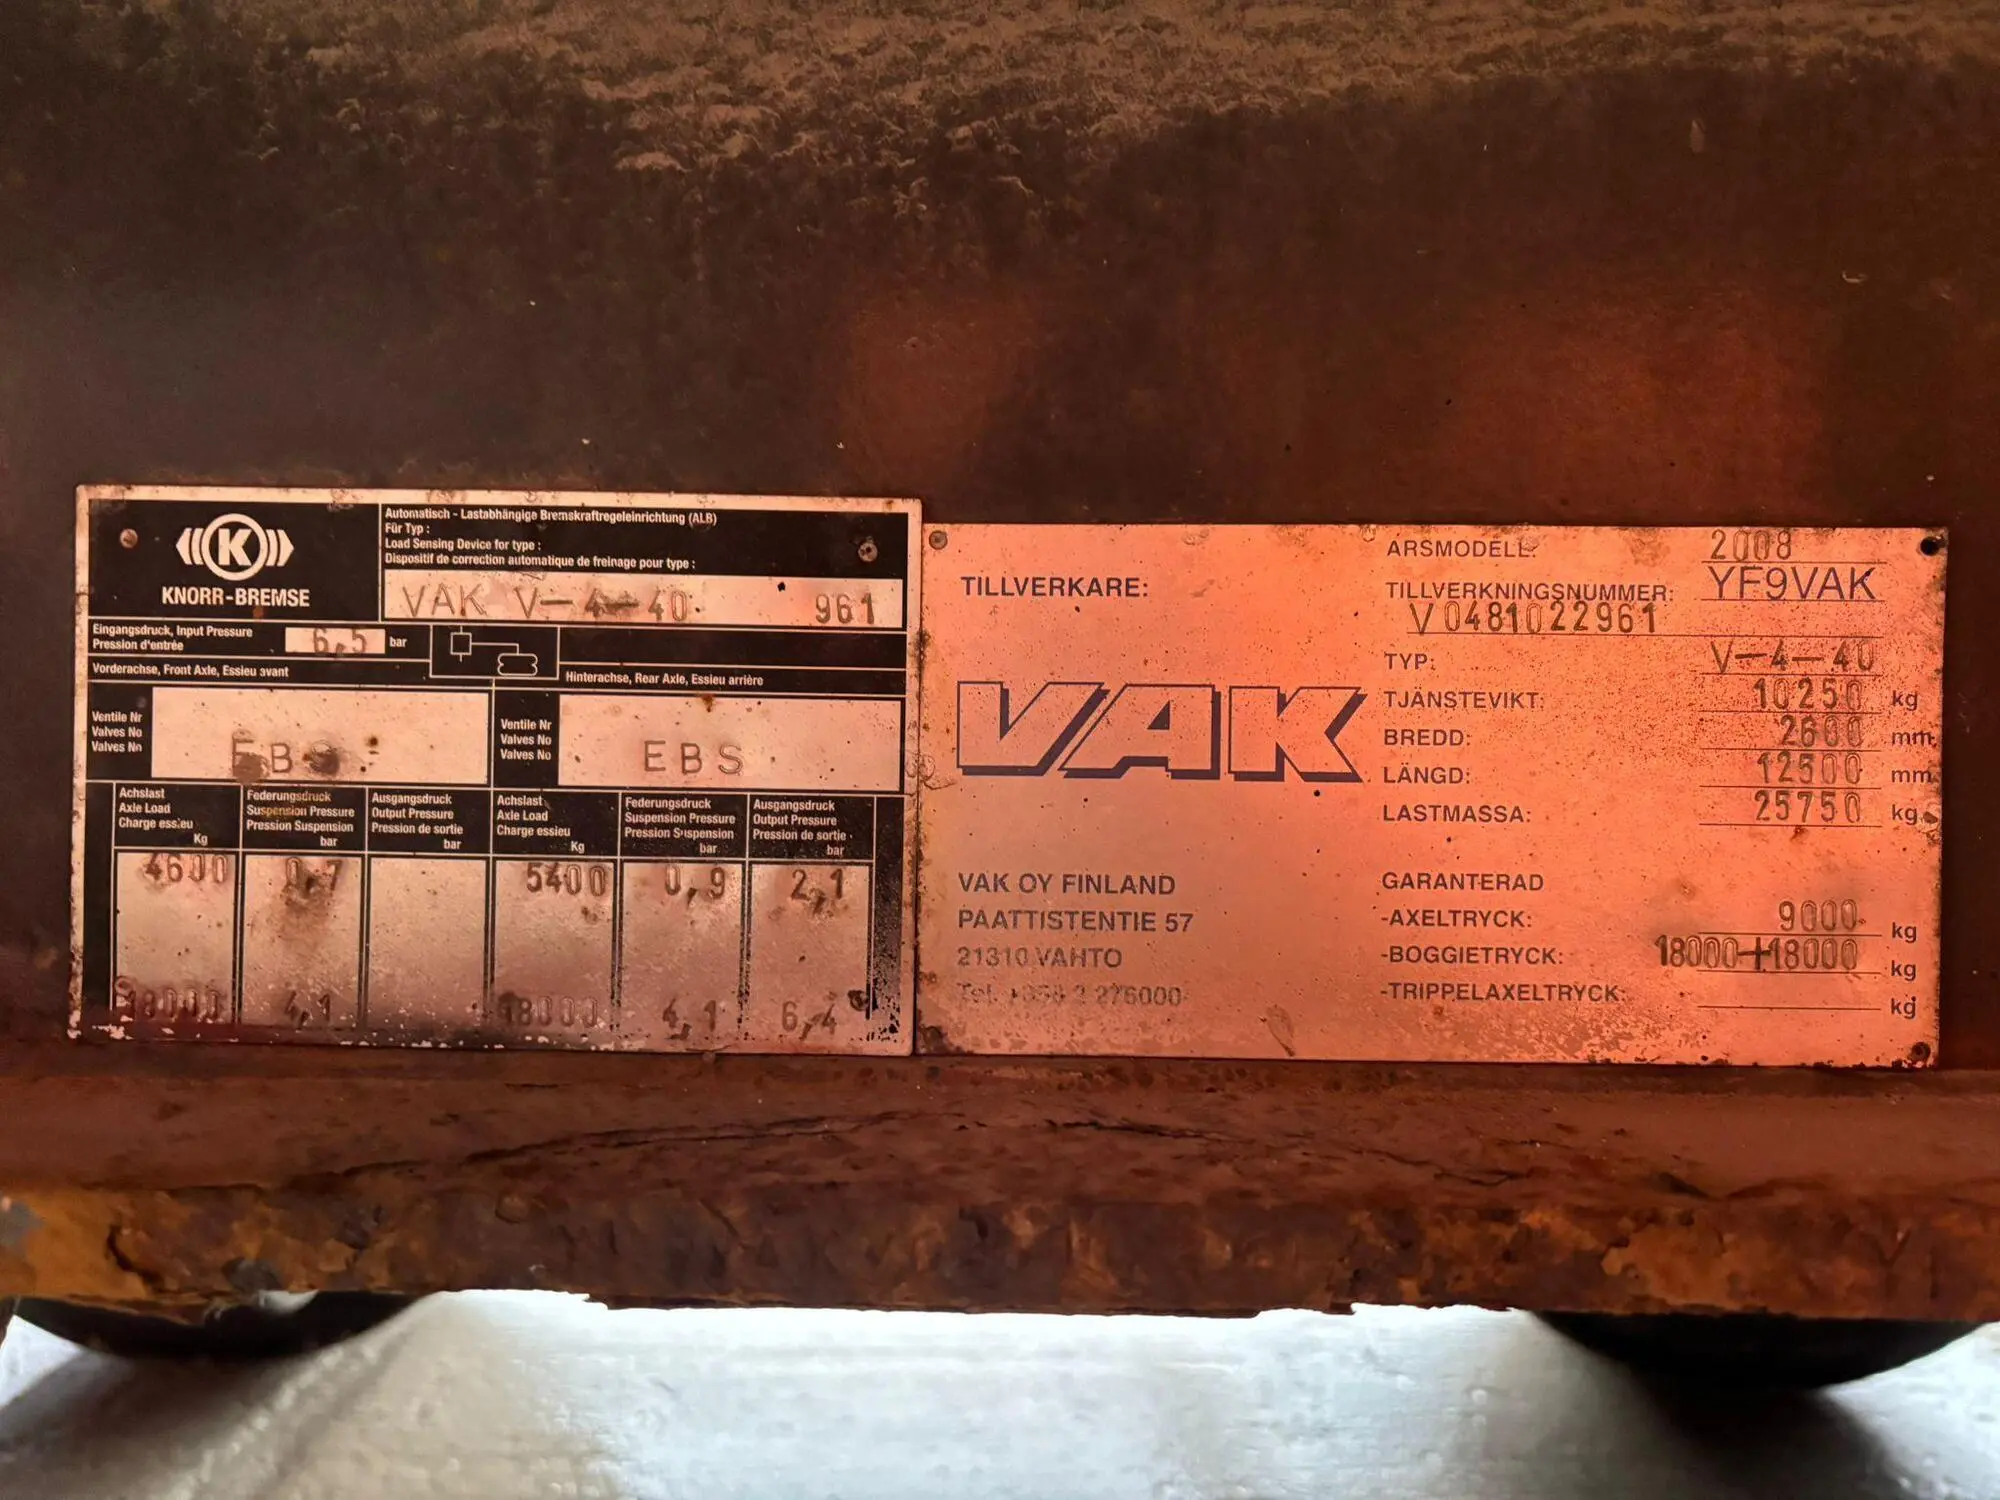 K
KNORR-BREMSE
Automatisch - Lastabhängige Bremskraftregeleinrichtung (ALB)
Für Typ :
Load Sensing Device for type :
Dispositif de correction automatique de freinage pour type :
VAK V-4-40 961
Eingangsdruck, Input Pressure
Pression d'entrée
6,5 bar
Vorderachse, Front Axle, Essieu avant
Hinterachse, Rear Axle, Essieu arrière
Ventile Nr
Valves No
Valves No
EBS
Ventile Nr
Valves No
Valves No
EBS
Achslast
Axle Load
Charge essieu
Kg
Federungsdruck
Suspension Pressure
Pression Suspension
bar
Ausgangsdruck
Output Pressure
Pression de sortie
bar
Achslast
Axle Load
Charge essieu
Kg
Federungsdruck
Suspension Pressure
Pression Suspension
bar
Ausgangsdruck
Output Pressure
Pression de sortie
bar
4600 0,7 5400 0,9 2,1
18000 4,1 18000 4,1 6,4
TILLVERKARE:
VAK
VAK OY FINLAND
PAATTISTENTIE 57
21310 VAHTO
Tel. +358 2 276000
ÅRSMODELL: 2008
TILLVERKNINGSNUMMER: YF9VAK
V0481022961
TYP: V-4-40
TJÄNSTEVIKT: 10250 kg
BREDD: 2600 mm
LÄNGD: 12500 mm
LASTMASSA: 25750 kg
GARANTERAD
-AXELTRYCK: 9000 kg
-BOGGIETRYCK: 18000+18000 kg
-TRIPPELAXELTRYCK: kg